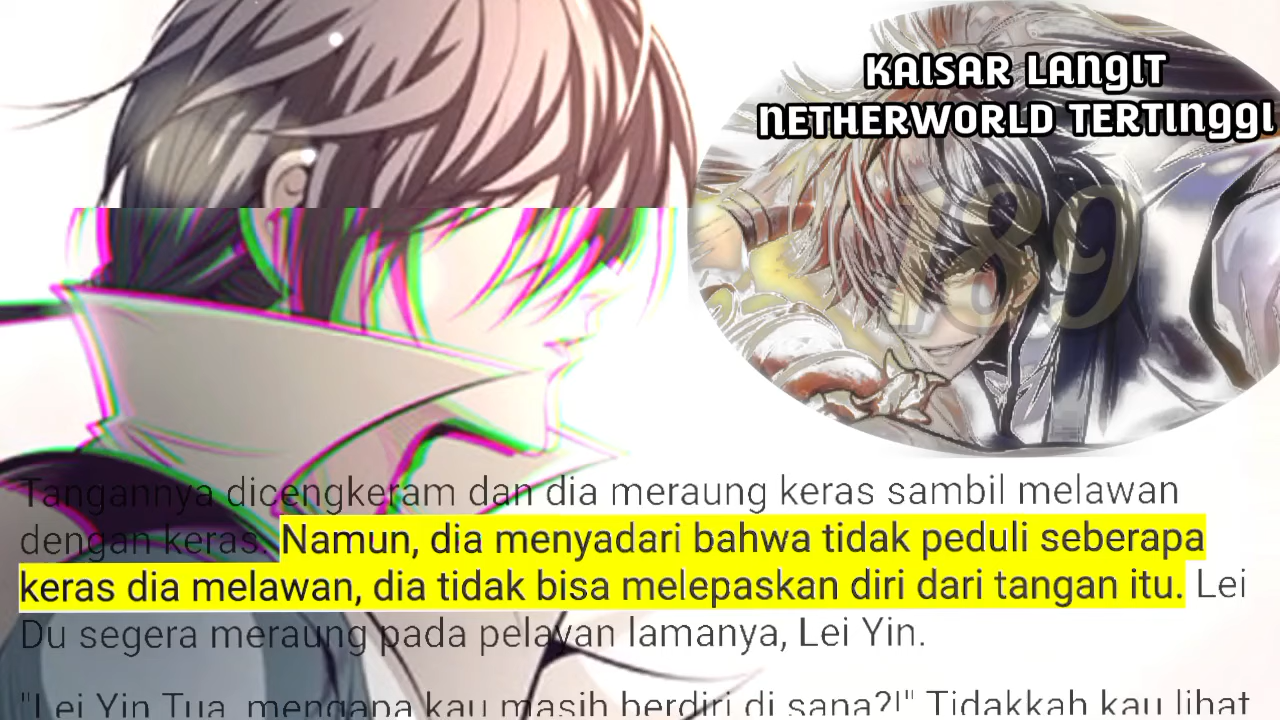 KAISAR LANGIT
NETHERWORLD TERTINGGI
189
Tangannya dicengkeram dan dia meraung keras sambil melawan
dengan keras. Namun, dia menyadari bahwa tidak peduli seberapa
keras dia melawan, dia tidak bisa melepaskan diri dari tangan itu. Lei
Du segera meraung pada pelayan lamanya, Lei Yin.
"Lei Yin Tua, mengapa kau masih berdiri di sana?!" Tidakkah kau lihat